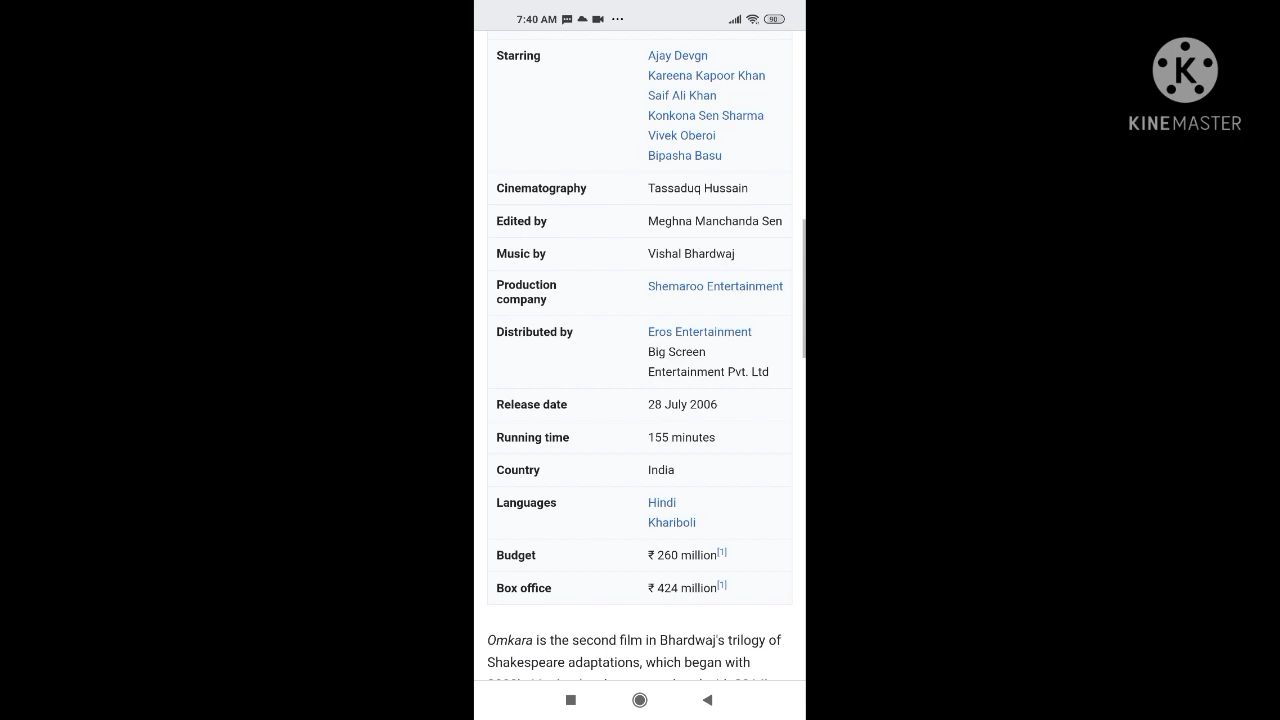 7:40 AM
90
Starring
Ajay Devgn
Kareena Kapoor Khan
Saif Ali Khan
Konkona Sen Sharma
Vivek Oberoi
Bipasha Basu
Cinematography
Tassaduq Hussain
Edited by
Meghna Manchanda Sen
Music by
Vishal Bhardwaj
Production
company
Shemaroo Entertainment
Distributed by
Eros Entertainment
Big Screen
Entertainment Pvt. Ltd
Release date
28 July 2006
Running time
155 minutes
Country
India
Languages
Hindi
Khariboli
Budget
₹ 260 million[1]
Box office
₹ 424 million[1]
Omkara is the second film in Bhardwaj's trilogy of
Shakespeare adaptations, which began with
K
KINEMASTER